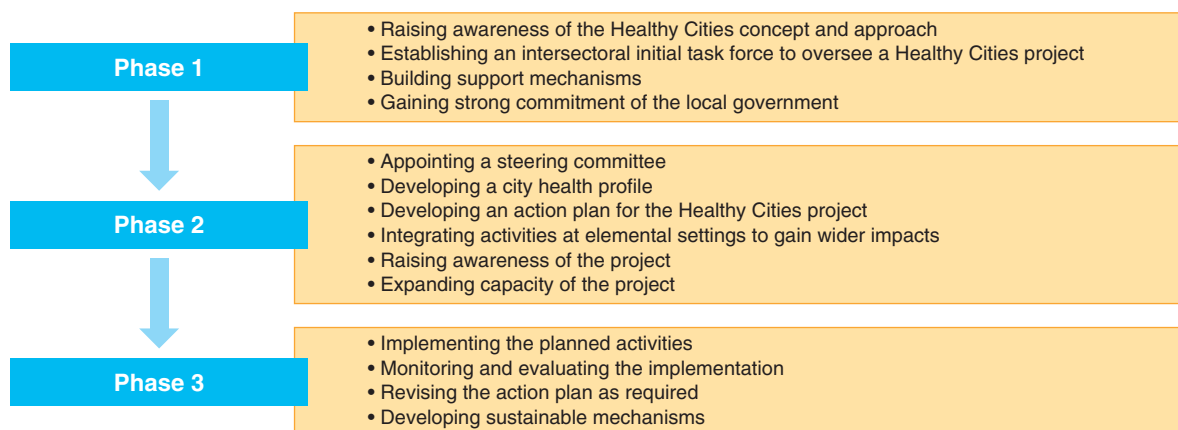 Phase 1
• Raising awareness of the Healthy Cities concept and approach
• Establishing an intersectoral initial task force to oversee a Healthy Cities project
• Building support mechanisms
• Gaining strong commitment of the local government
Phase 2
• Appointing a steering committee
• Developing a city health profile
• Developing an action plan for the Healthy Cities project
• Integrating activities at elemental settings to gain wider impacts
• Raising awareness of the project
• Expanding capacity of the project
Phase 3
• Implementing the planned activities
• Monitoring and evaluating the implementation
• Revising the action plan as required
• Developing sustainable mechanisms